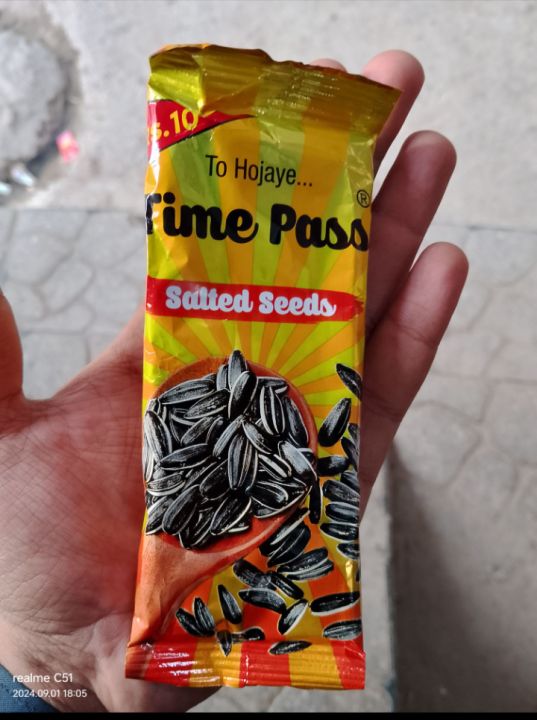 s.10
To Hojaye...
Time Pass®
Salted Seeds
realme C51
2024.09.01 18:05